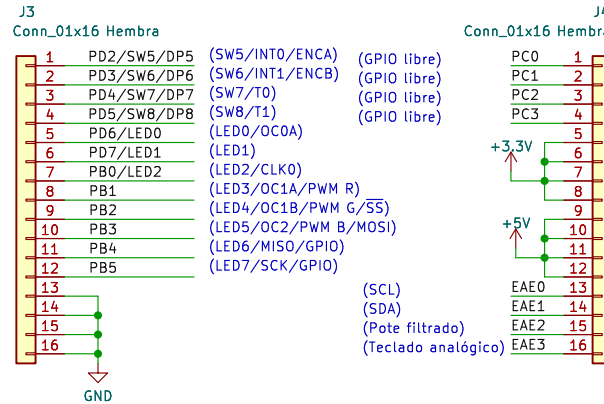 J3
Conn_01x16 Hembra
1 PD2/SW5/DP5 (SW5/INT0/ENCA) (GPIO libre)
2 PD3/SW6/DP6 (SW6/INT1/ENCB) (GPIO libre)
3 PD4/SW7/DP7 (SW7/T0) (GPIO libre)
4 PD5/SW8/DP8 (SW8/T1) (GPIO libre)
5 PD6/LED0 (LED0/OC0A)
6 PD7/LED1 (LED1)
7 PB0/LED2 (LED2/CLK0)
8 PB1 (LED3/OC1A/PWM R)
9 PB2 (LED4/OC1B/PWM G/SS)
10 PB3 (LED5/OC2/PWM B/MOSI)
11 PB4 (LED6/MISO/GPIO)
12 PB5 (LED7/SCK/GPIO)
13
14
15
16
GND
J4
Conn_01x16 Hembra
PC0 1
PC1 2
PC2 3
PC3 4
5
+3.3V 6
7
8
9
+5V 10
11
12
(SCL) EAE0 13
(SDA) EAE1 14
(Pote filtrado) EAE2 15
(Teclado analógico) EAE3 16